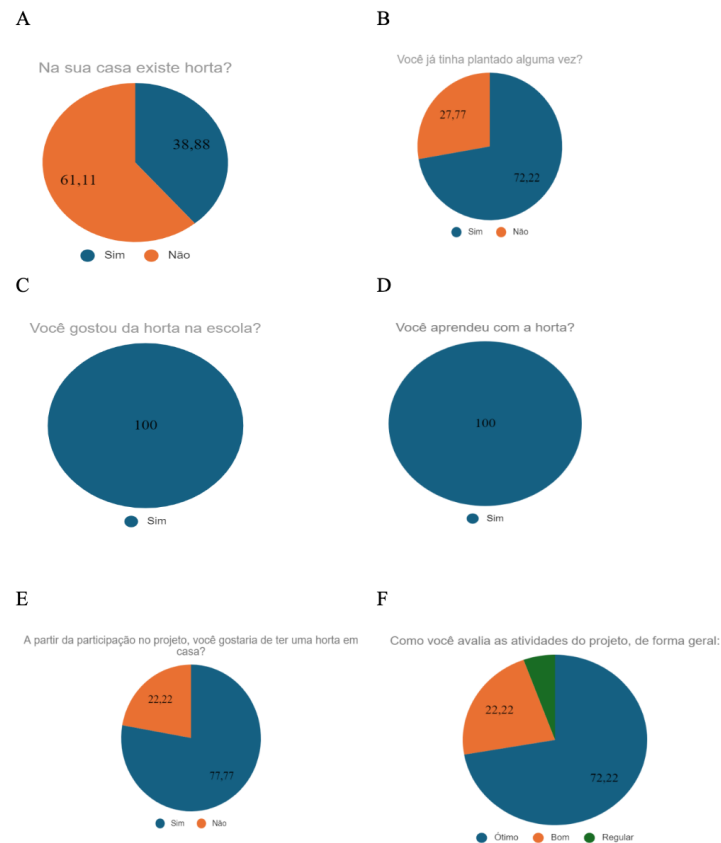 A
Na sua casa existe horta?
38,88
61,11
Sim Não
B
Você já tinha plantado alguma vez?
27,77
72,22
Sim Não
C
Você gostou da horta na escola?
100
Sim
D
Você aprendeu com a horta?
100
Sim
E
A partir da participação no projeto, você gostaria de ter uma horta em
casa?
22,22
77,77
Sim Não
F
Como você avalia as atividades do projeto, de forma geral:
22,22
72,22
Ótimo Bom Regular